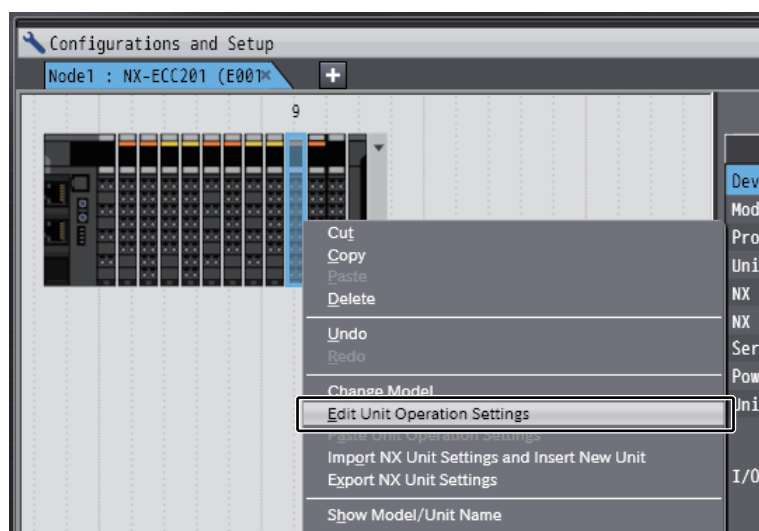 Configurations and Setup
Node1 : NX-ECC201 (E001
9
Cut
Copy
Paste
Delete
Undo
Redo
Change Model
Edit Unit Operation Settings
Paste Unit Operation Settings
Import NX Unit Settings and Insert New Unit
Export NX Unit Settings
Show Model/Unit Name
Dev
Mod
Pro
Uni
NX
NX
Ser
Pow
Uni
I/O